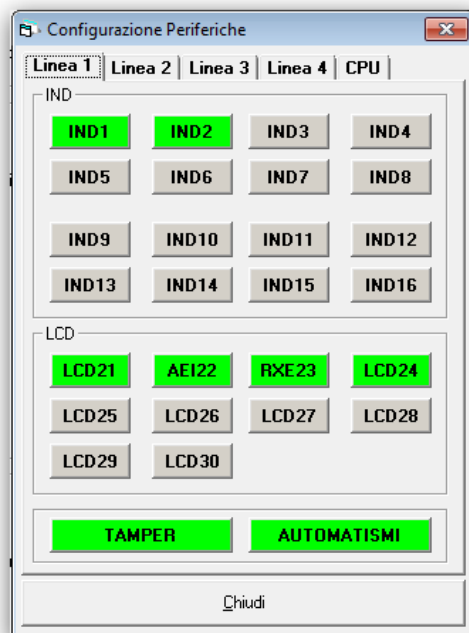 Configurazione Periferiche
Linea 1 Linea 2 Linea 3 Linea 4 CPU
IND
IND1 IND2 IND3 IND4
IND5 IND6 IND7 IND8
IND9 IND10 IND11 IND12
IND13 IND14 IND15 IND16
LCD
LCD21 AEI22 RXE23 LCD24
LCD25 LCD26 LCD27 LCD28
LCD29 LCD30
TAMPER AUTOMATISMI
Chiudi